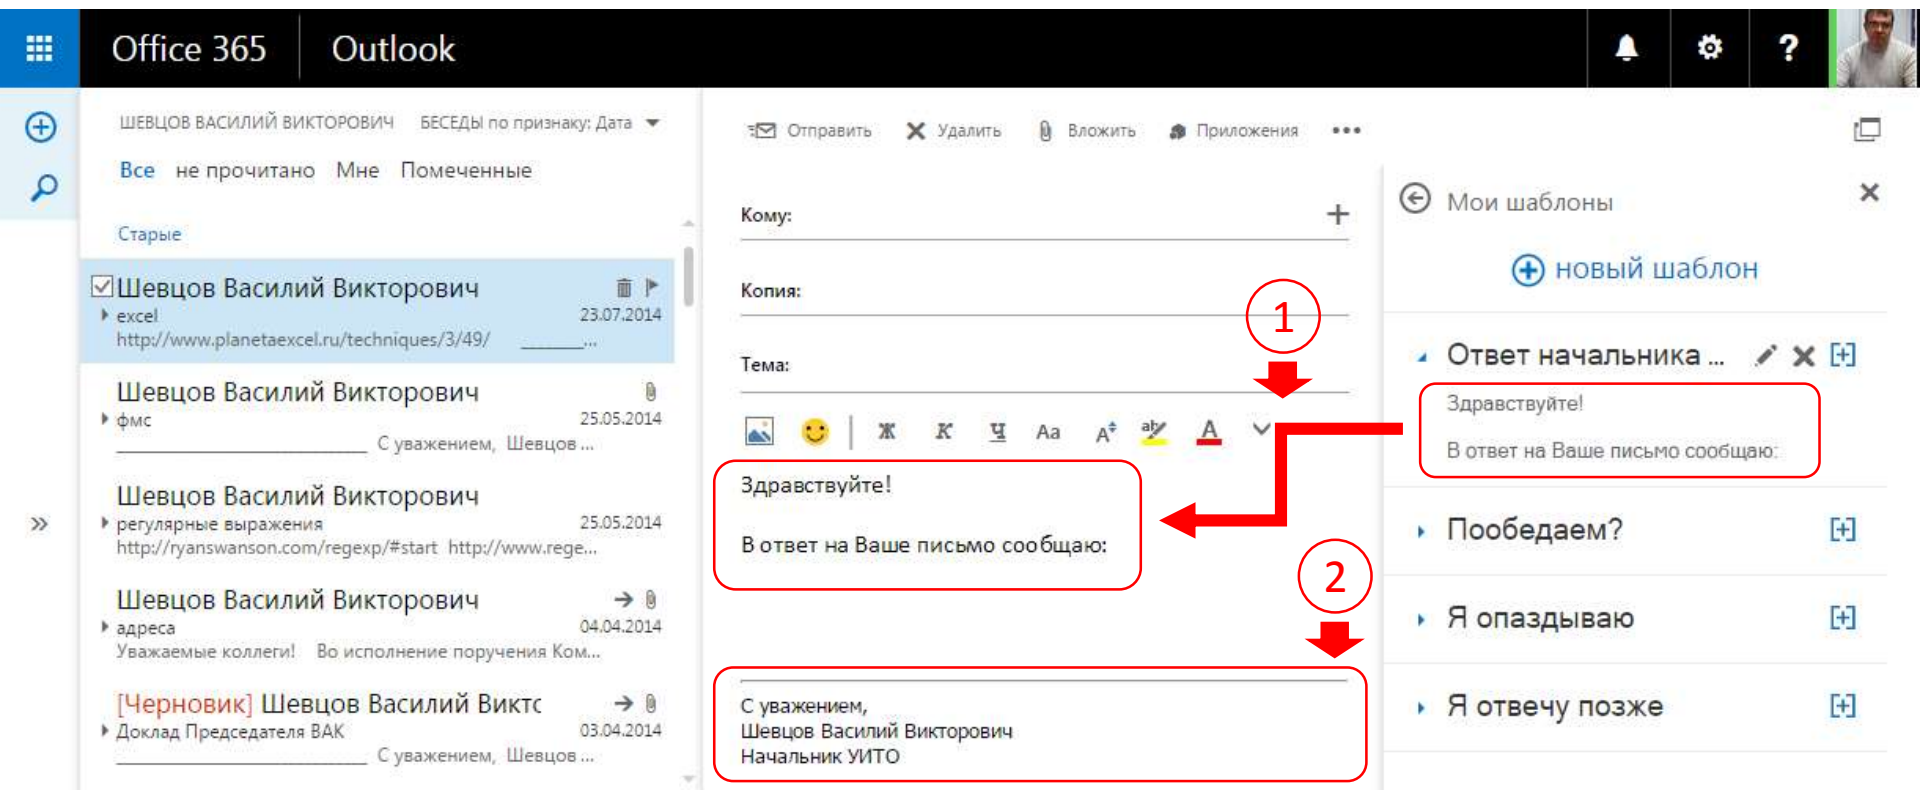 Office 365
Outlook
?
ШЕВЦОВ ВАСИЛИЙ ВИКТОРОВИЧ БЕСЕДЫ по признаку: Дата
Все не прочитано Мне Помеченные
Старые
Шевцов Василий Викторович
excel 23.07.2014
http://www.planetaexcel.ru/techniques/3/49/ _______...
Шевцов Василий Викторович
фмс 25.05.2014
____________________________ С уважением, Шевцов ...
Шевцов Василий Викторович
регулярные выражения 25.05.2014
http://ryanswanson.com/regexp/#start http://www.rege...
Шевцов Василий Викторович
адреса 04.04.2014
Уважаемые коллеги! Во исполнение поручения Ком...
[Черновик] Шевцов Василий Викто
Доклад Председателя ВАК 03.04.2014
____________________________ С уважением, Шевцов ...
Отправить Удалить Вложить Приложения •••
Кому:
Копия:
Тема:
1
Ж К Ч Aa A ab A
Здравствуйте!
В ответ на Ваше письмо сообщаю:
2
С уважением,
Шевцов Василий Викторович
Начальник УИТО
Мои шаблоны
новый шаблон
Ответ начальника ...
Здравствуйте!
В ответ на Ваше письмо сообщаю:
Пообедаем?
Я опаздываю
Я отвечу позже